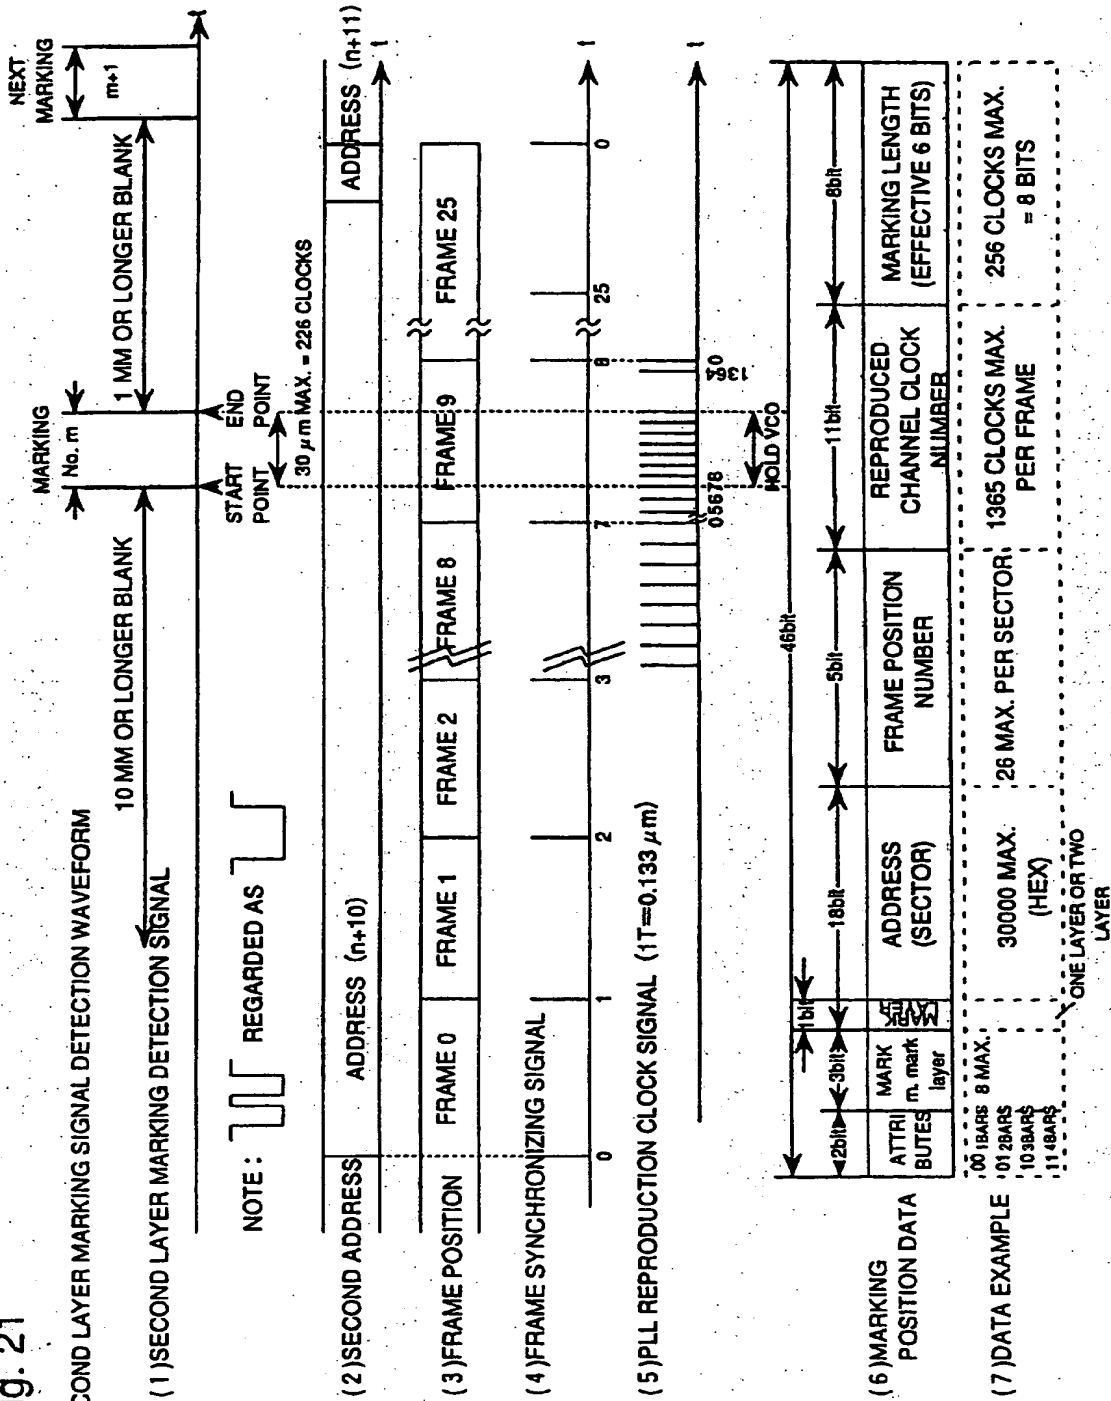 g. 21
COND LAYER MARKING SIGNAL DETECTION WAVEFORM
NEXT
MARKING
m+1
MARKING
No. m
10 MM OR LONGER BLANK
1 MM OR LONGER BLANK
t
(1)SECOND LAYER MARKING DETECTION SIGNAL
START
POINT
END
POINT
NOTE :
REGARDED AS
30 μm MAX. = 226 CLOCKS
(2)SECOND ADDRESS
ADDRESS (n+10)
ADDRESS (n+11)
t
(3)FRAME POSITION
FRAME 0
FRAME 1
FRAME 2
FRAME 8
FRAME 9
FRAME 25
(4)FRAME SYNCHRONIZING SIGNAL
0
1
2
3
7
8
25
0
t
(5)PLL REPRODUCTION CLOCK SIGNAL (1T=0.133 μm)
05678
1364
0
t
HOLD VCO
46bit
2bit
3bit
1bit
18bit
5bit
11bit
8bit
(6)MARKING
POSITION DATA
ATTRI
BUTES
MARK
m. mark
layer
MARK
LAYER
ADDRESS
(SECTOR)
FRAME POSITION
NUMBER
REPRODUCED
CHANNEL CLOCK
NUMBER
MARKING LENGTH
(EFFECTIVE 6 BITS)
(7)DATA EXAMPLE
00 1BARS
01 2BARS
10 3BARS
11 4BARS
8 MAX.
30000 MAX.
(HEX)
26 MAX. PER SECTOR
1365 CLOCKS MAX.
PER FRAME
256 CLOCKS MAX.
= 8 BITS
ONE LAYER OR TWO
LAYER